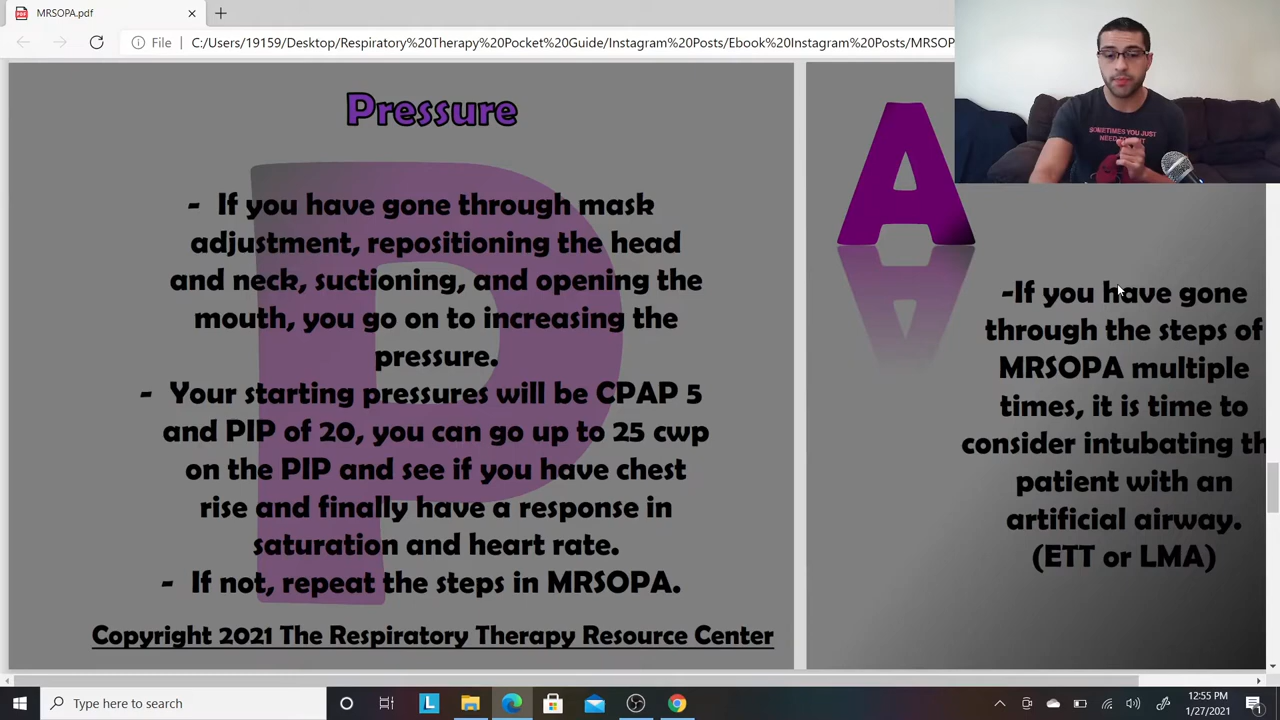 MRSOPA.pdf
File
C:/Users/19159/Desktop/Respiratory%20Therapy%20Pocket%20Guide/Instagram%20Posts/Ebook%20Instagram%20Posts/MRSOP
Pressure
- If you have gone through mask
adjustment, repositioning the head
and neck, suctioning, and opening the
mouth, you go on to increasing the
pressure.
- Your starting pressures will be CPAP 5
and PIP of 20, you can go up to 25 cwp
on the PIP and see if you have chest
rise and finally have a response in
saturation and heart rate.
- If not, repeat the steps in MRSOPA.
Copyright 2021 The Respiratory Therapy Resource Center
A
-If you have gone
through the steps of
MRSOPA multiple
times, it is time to
consider intubating th
patient with an
artificial airway.
(ETT or LMA)
SOMETIMES YOU JUST
NEED TO
Type here to search
12:55 PM
1/27/2021